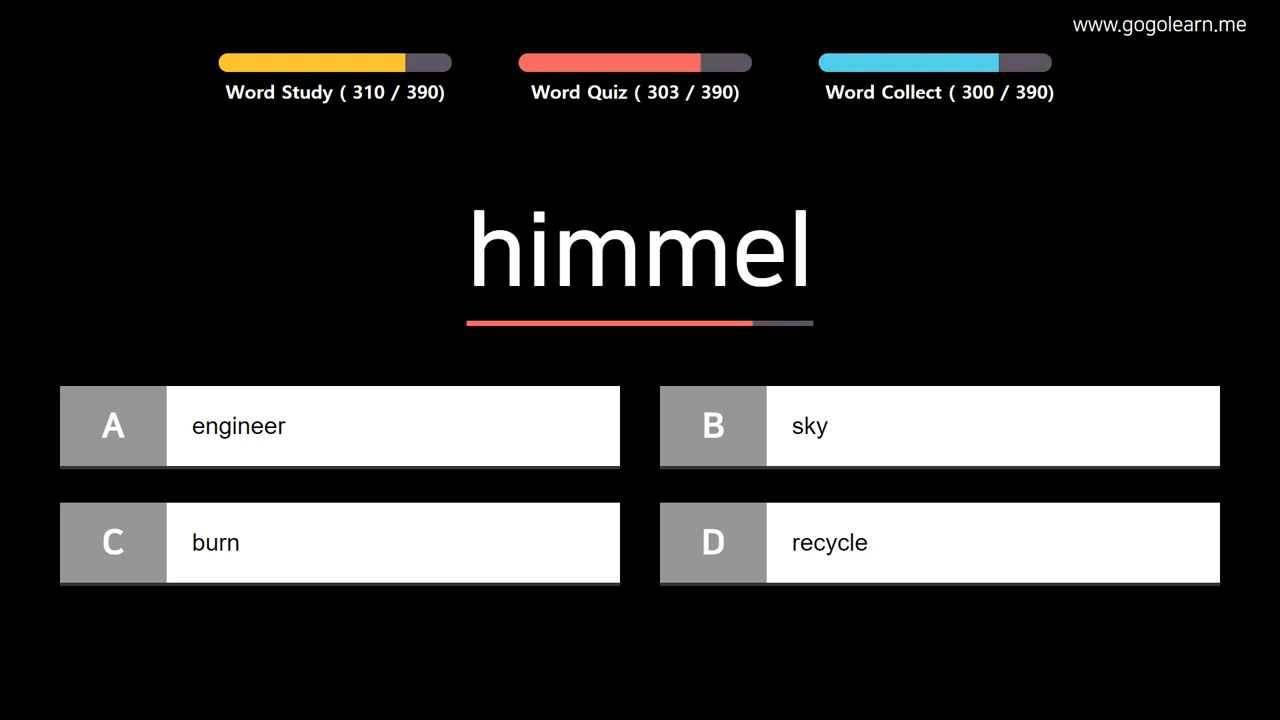 www.gogolearn.me
Word Study ( 310 / 390)
Word Quiz ( 303 / 390)
Word Collect ( 300 / 390)
himmel
A engineer
B sky
C burn
D recycle